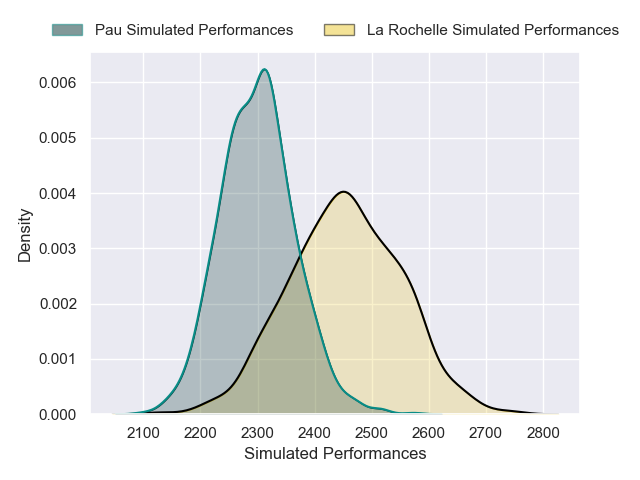 Pau Simulated Performances La Rochelle Simulated Performances
0.006
0.005
0.004
0.003
0.002
0.001
0.000
Density
2100 2200 2300 2400 2500 2600 2700 2800
Simulated Performances